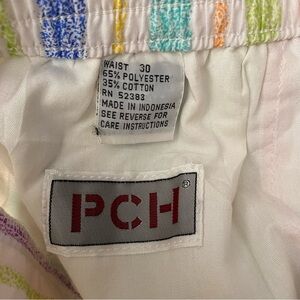 WAIST 30
65% POLYESTER
35% COTTON
RN 52383
MADE IN INDONESIA
SEE REVERSE FOR
CARE INSTRUCTIONS
PCH®